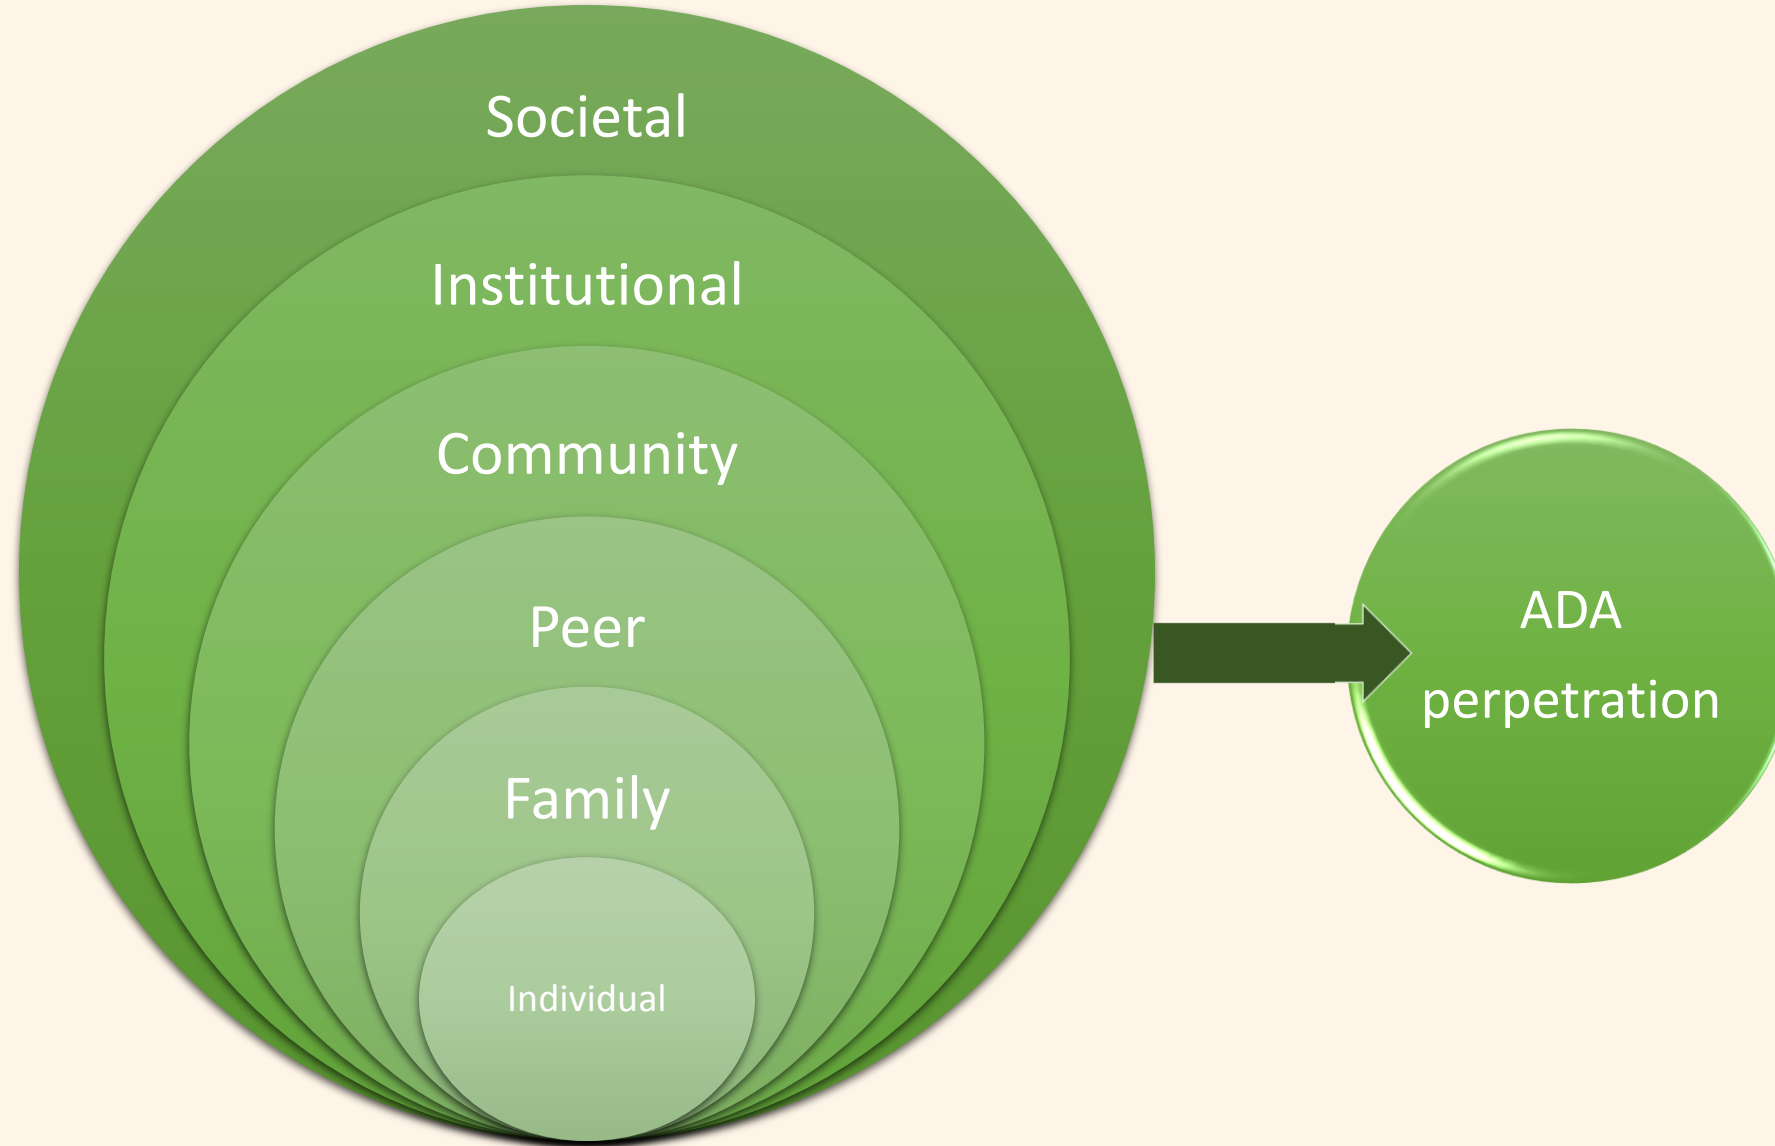 Societal
Institutional
Community
Peer
Family
Individual
ADA
perpetration